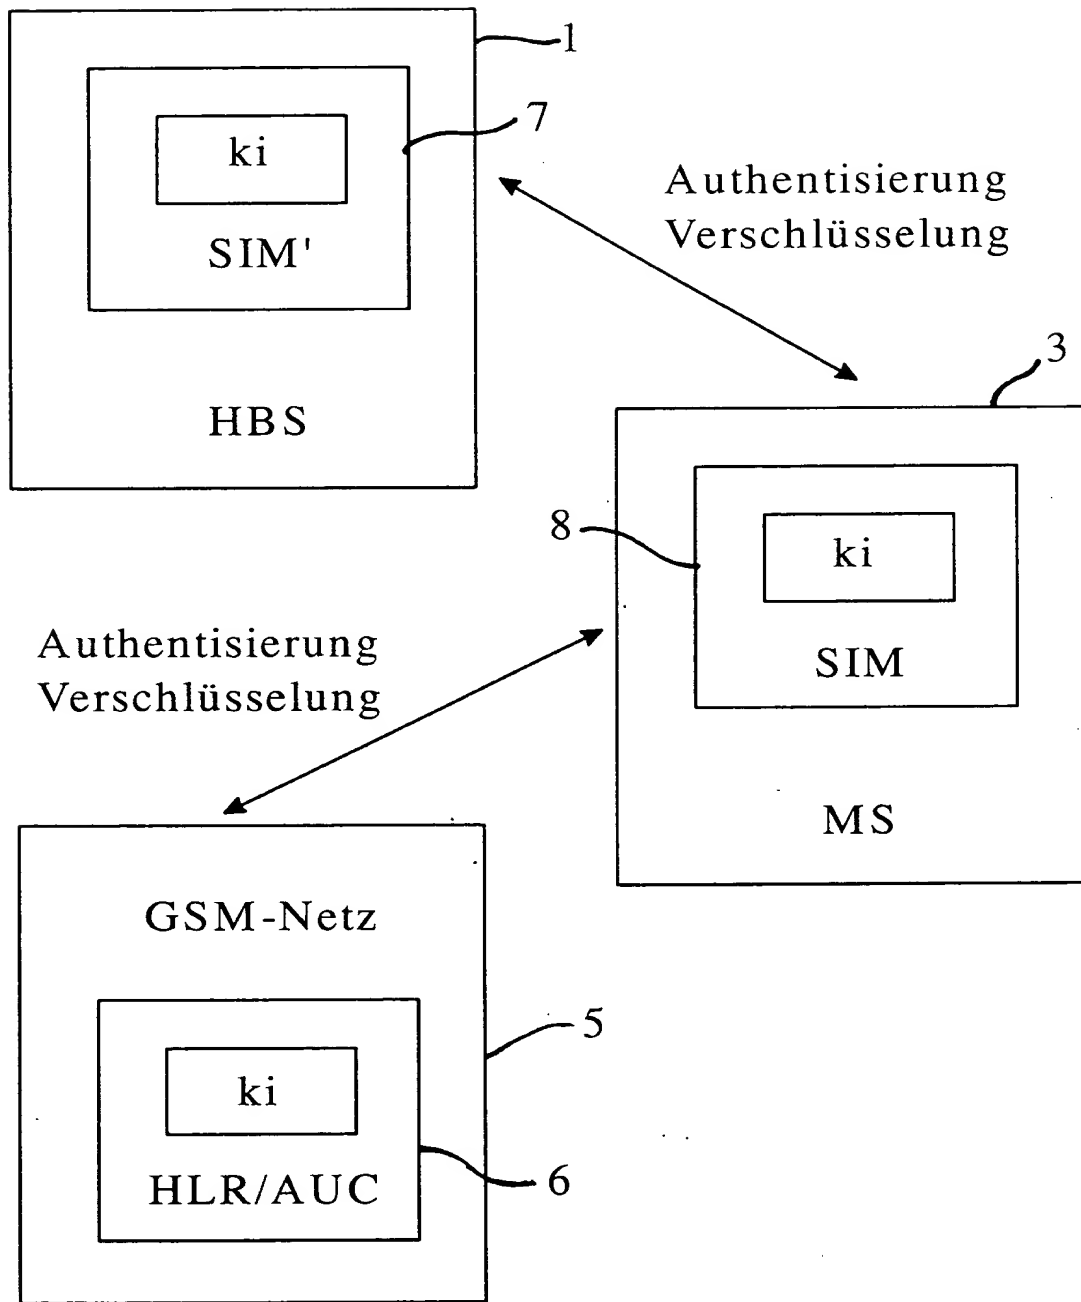 1
7
ki
SIM'
HBS
Authentisierung
Verschlüsselung
3
8
ki
SIM
MS
Authentisierung
Verschlüsselung
GSM-Netz
5
ki
HLR/AUC
6